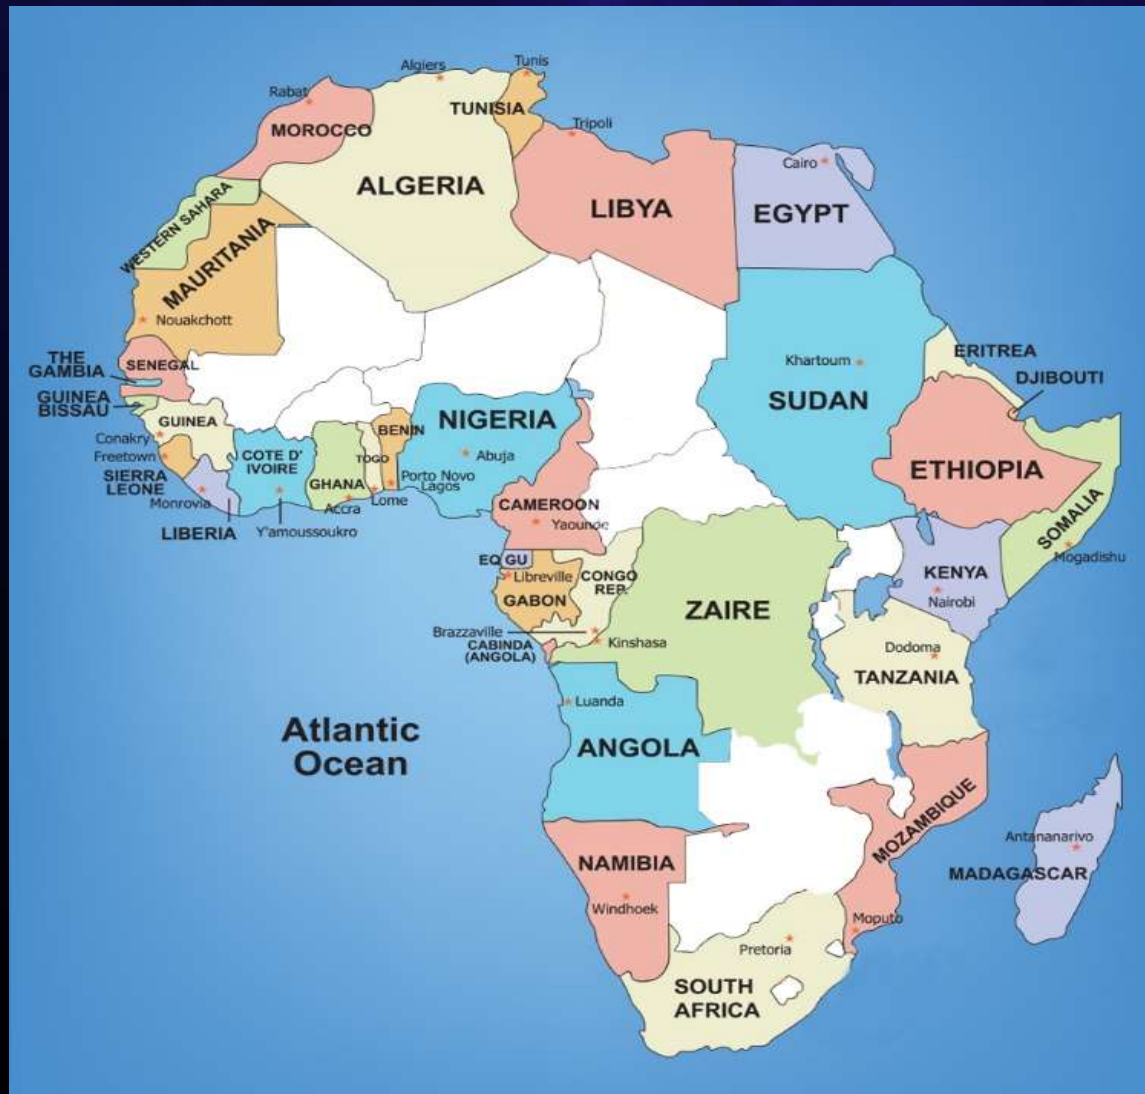 Algiers
Tunis
Rabat
TUNISIA
Tripoli
MOROCCO
Cairo
ALGERIA
LIBYA
EGYPT
WESTERN SAHARA
MAURITANIA
Nouakchott
THE
GAMBIA
SENEGAL
GUINEA
BISSAU
GUINEA
Conakry
Freetown
SIERRA
LEONE
Monrovia
LIBERIA
COTE D'
IVOIRE
Y'amoussoukro
GHANA
Accra
TOGO
Lome
BENIN
Porto Novo
Lagos
NIGERIA
Abuja
Khartoum
SUDAN
ERITREA
DJIBOUTI
ETHIOPIA
SOMALIA
Mogadishu
CAMEROON
Yaounoe
EQ GU
Libreville
GABON
CONGO
REP.
ZAIRE
KENYA
Nairobi
Brazzaville
Kinshasa
CABINDA
(ANGOLA)
Dodoma
TANZANIA
Luanda
ANGOLA
Atlantic
Ocean
MOZAMBIQUE
Antananarivo
MADAGASCAR
NAMIBIA
Windhoek
Moputo
Pretoria
SOUTH
AFRICA